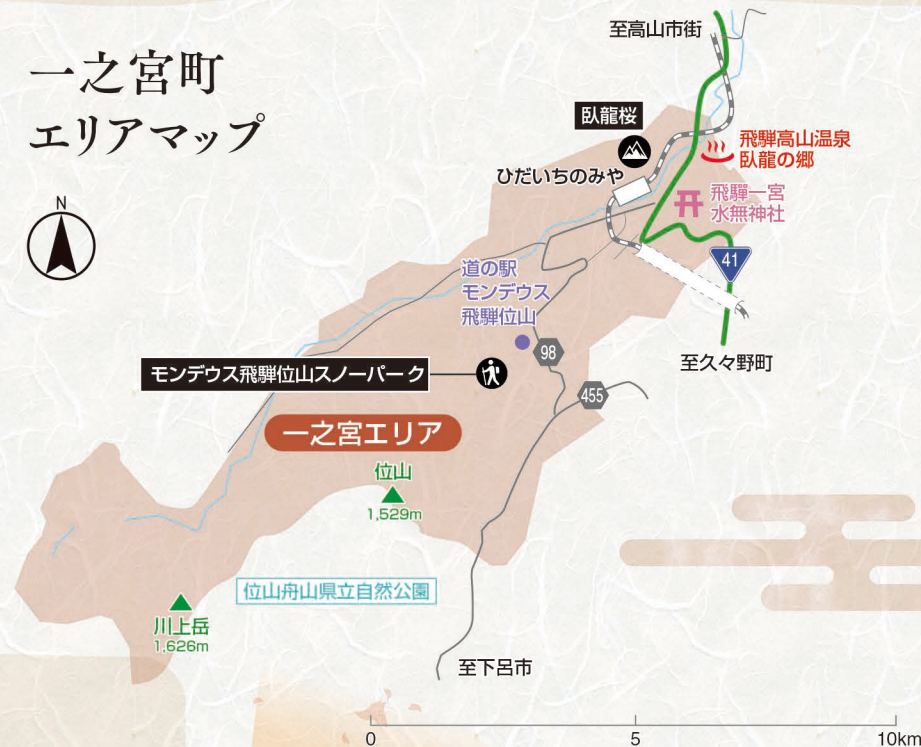 一之宮町
エリアマップ
N
至高山市街
臥龍桜
飛騨高山温泉
臥龍の郷
ひだいちのみや
飛驒一宮
水無神社
41
道の駅
モンデウス
飛騨位山
98
至久々野町
モンデウス飛騨位山スノーパーク
455
一之宮エリア
位山
1,529m
位山舟山県立自然公園
川上岳
1,626m
至下呂市
0
5
10km